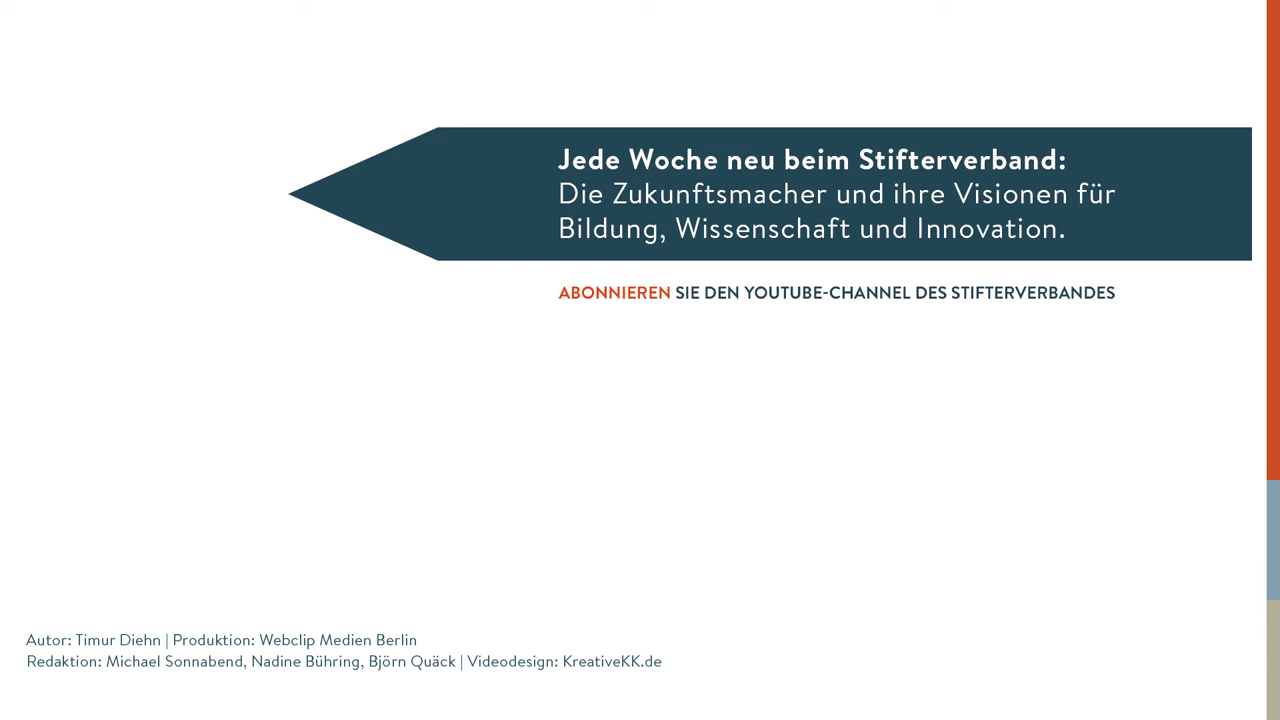 Jede Woche neu beim Stifterverband:
Die Zukunftsmacher und ihre Visionen für
Bildung, Wissenschaft und Innovation.
ABONNIEREN SIE DEN YOUTUBE-CHANNEL DES STIFTERVERBANDES
Autor: Timur Diehn | Produktion: Webclip Medien Berlin
Redaktion: Michael Sonnabend, Nadine Bühring, Björn Quäck | Videodesign: KreativeKK.de